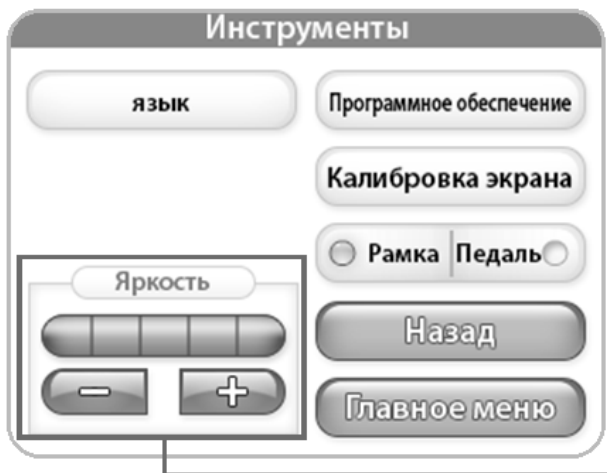 Инструменты
язык
Программное обеспечение
Калибровка экрана
Рамка Педаль
Яркость
Назад
− +
Главное меню